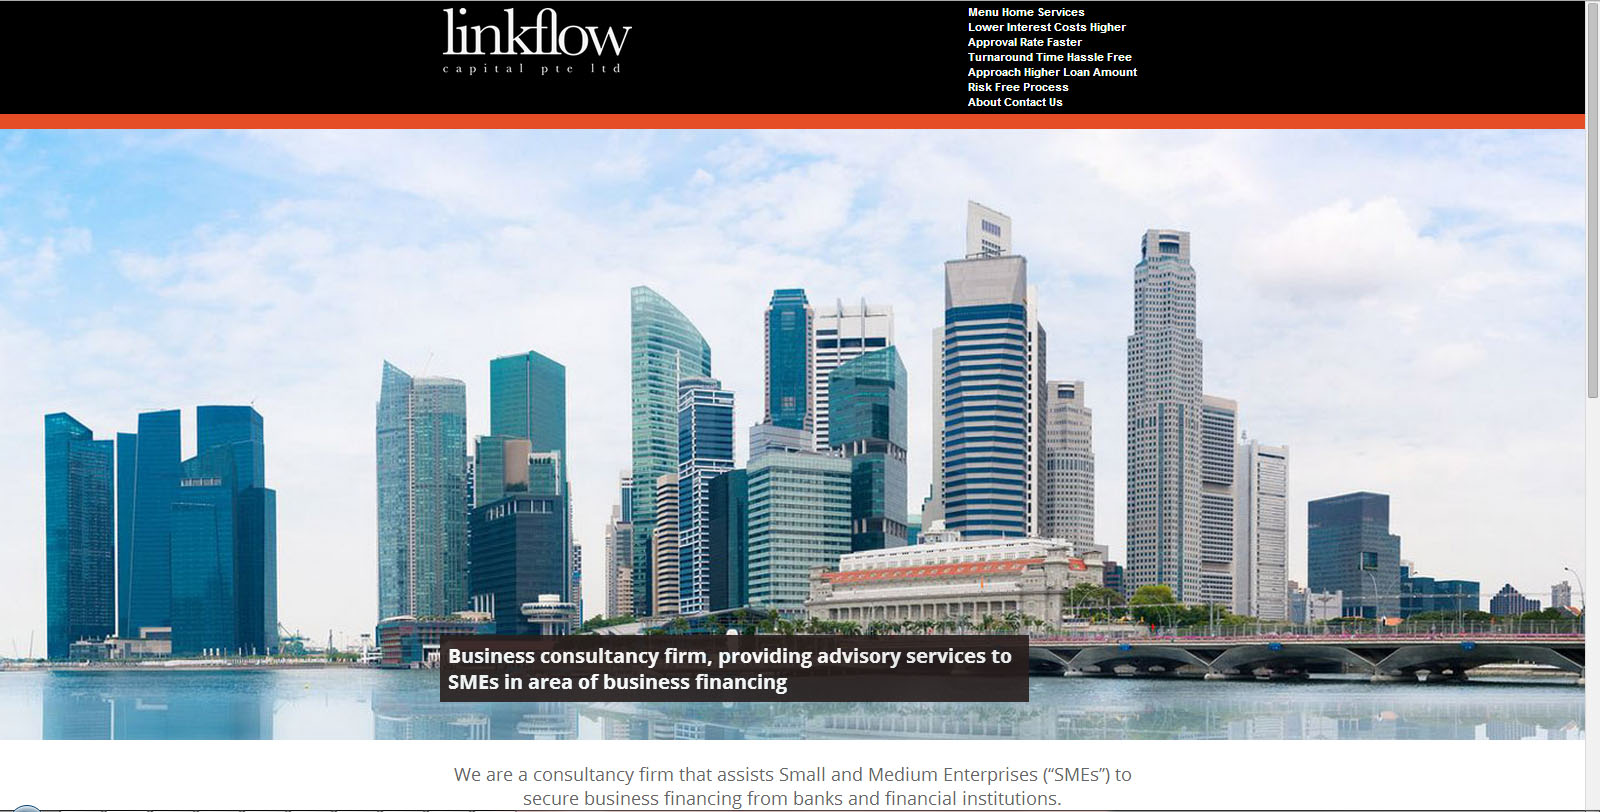 linkflow
capital pte ltd
Menu Home Services
Lower Interest Costs Higher
Approval Rate Faster
Turnaround Time Hassle Free
Approach Higher Loan Amount
Risk Free Process
About Contact Us
Business consultancy firm, providing advisory services to
SMEs in area of business financing
We are a consultancy firm that assists Small and Medium Enterprises (“SMEs”) to
secure business financing from banks and financial institutions.